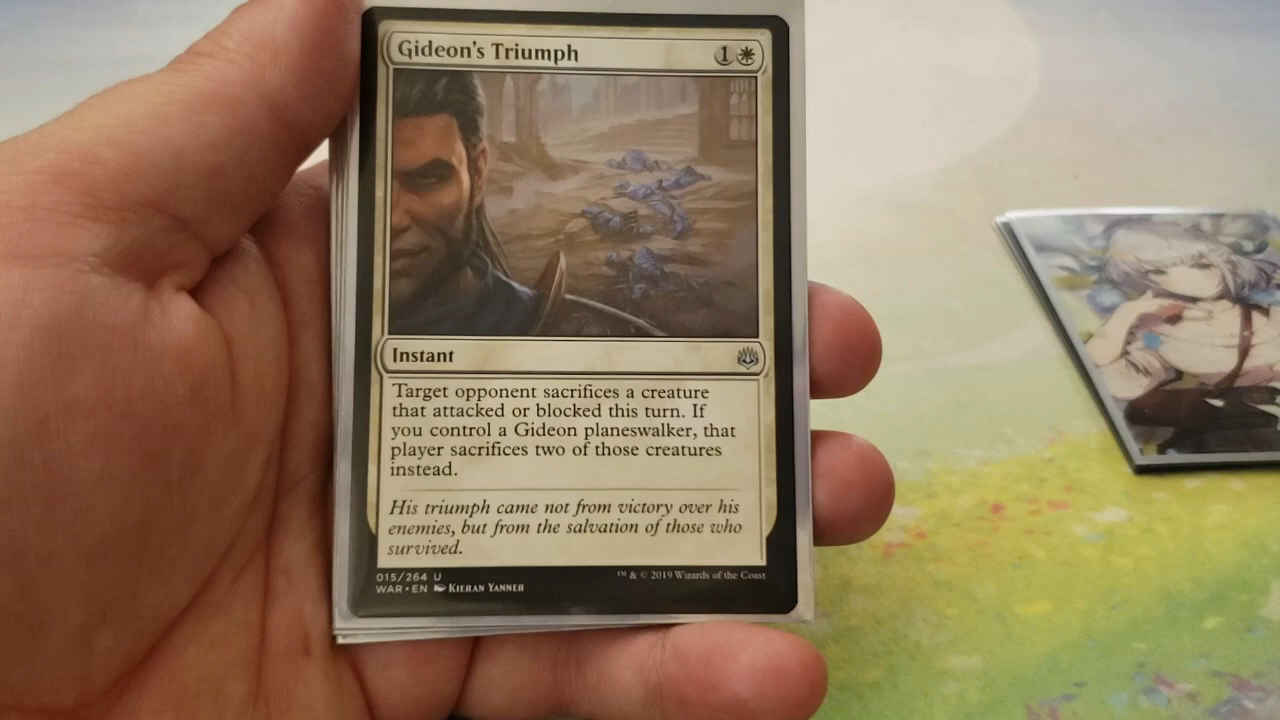 Gideon's Triumph 1
Instant
Target opponent sacrifices a creature
that attacked or blocked this turn. If
you control a Gideon planeswalker, that
player sacrifices two of those creatures
instead.
His triumph came not from victory over his
enemies, but from the salvation of those who
survived.
015/264 U
™ & © 2019 Wizards of the Coast
WAR • EN KIERAN YANNER